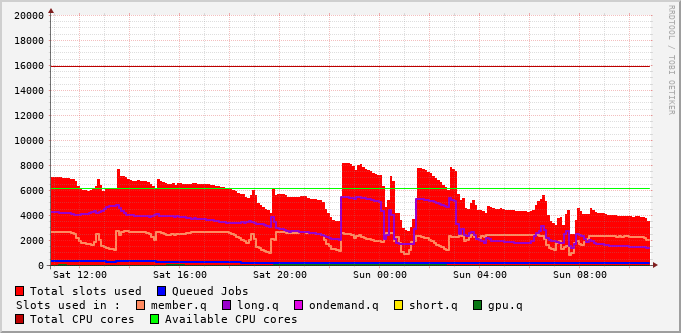 20000
18000
16000
14000
12000
10000
8000
6000
4000
2000
0
Sat 12:00 Sat 16:00 Sat 20:00 Sun 00:00 Sun 04:00 Sun 08:00
RRDTOOL / TOBI OETIKER
Total slots used Queued Jobs
Slots used in : member.q long.q ondemand.q short.q gpu.q
Total CPU cores Available CPU cores